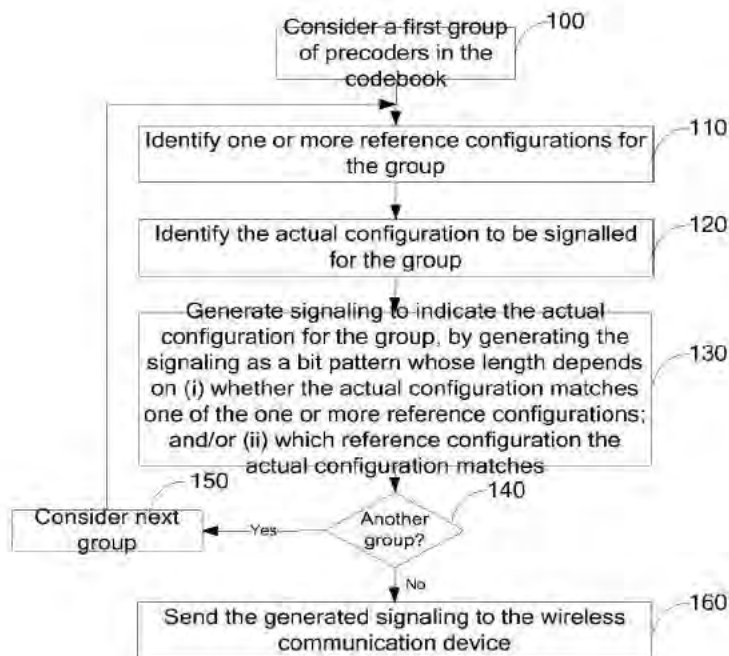 Consider a first group
of precoders in the
codebook
100
Identify one or more reference configurations for
the group
110
Identify the actual configuration to be signalled
for the group
120
Generate signaling to indicate the actual
configuration for the group, by generating the
signaling as a bit pattern whose length depends
on (i) whether the actual configuration matches
one of the one or more reference configurations;
and/or (ii) which reference configuration the
actual configuration matches
130
150
Consider next
group
Yes
Another
group?
140
No
Send the generated signaling to the wireless
communication device
160